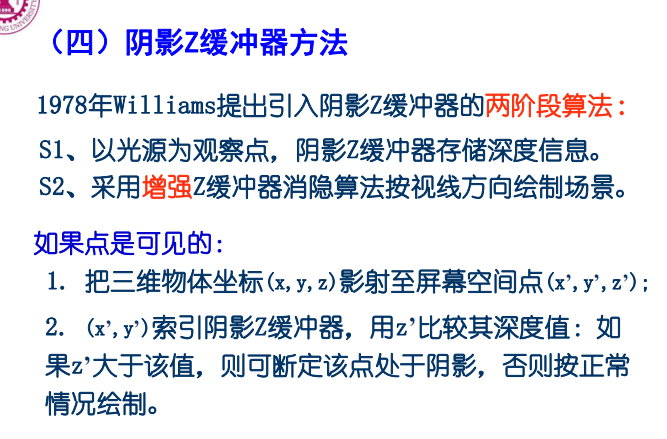 （四）阴影Z缓冲器方法
1978年Williams提出引入阴影Z缓冲器的两阶段算法：
S1、以光源为观察点，阴影Z缓冲器存储深度信息。
S2、采用增强Z缓冲器消隐算法按视线方向绘制场景。
如果点是可见的：
1. 把三维物体坐标(x,y,z)影射至屏幕空间点(x’,y’,z’);
2. (x’,y’)索引阴影Z缓冲器，用z’比较其深度值：如
果z’大于该值，则可断定该点处于阴影，否则按正常
情况绘制。